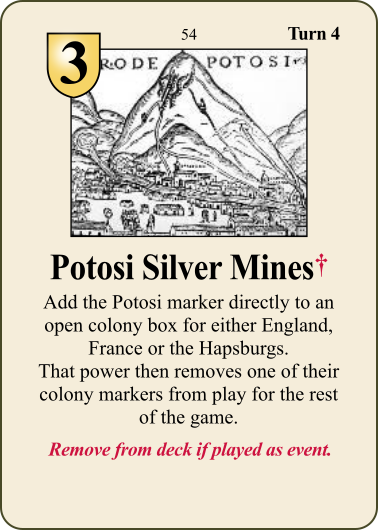 3
54
Turn 4
RO DE POTOSI
Potosi Silver Mines†
Add the Potosi marker directly to an
open colony box for either England,
France or the Hapsburgs.
That power then removes one of their
colony markers from play for the rest
of the game.
Remove from deck if played as event.